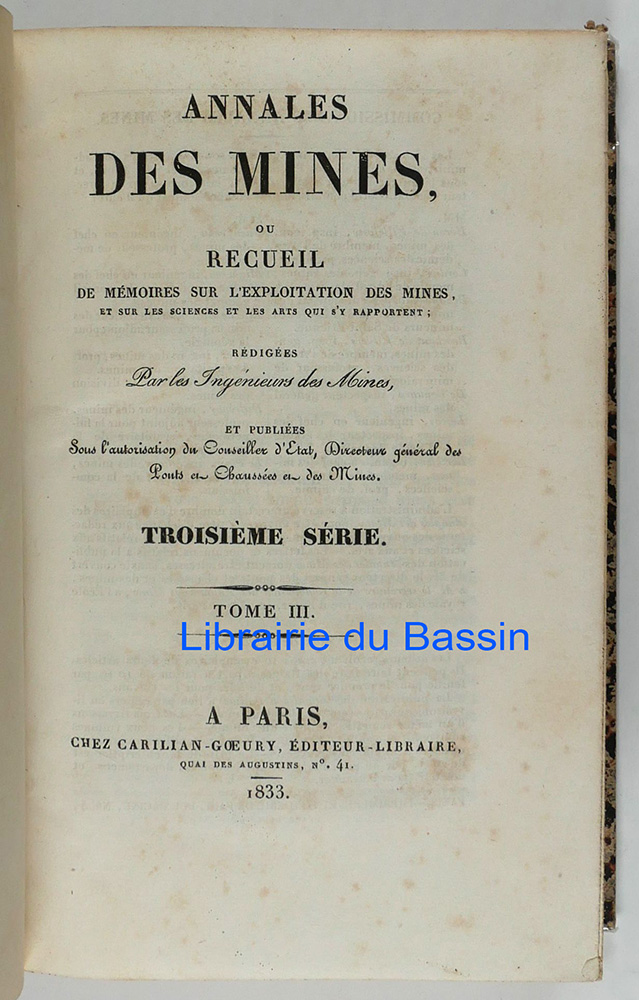 ANNALES
DES MINES,
OU
RECUEIL
DE MÉMOIRES SUR L'EXPLOITATION DES MINES,
ET SUR LES SCIENCES ET LES ARTS QUI S'Y RAPPORTENT ;
RÉDIGÉES
Par les Ingénieurs des Mines,
ET PUBLIÉES
Sous l'autorisation du Conseiller d'Etat, Directeur général des
Ponts et Chaussées et des Mines.
TROISIÈME SÉRIE.
TOME III.
Librairie du Bassin
A PARIS,
CHEZ CARILIAN-GŒURY, ÉDITEUR-LIBRAIRE,
QUAI DES AUGUSTINS, Nº. 41.
1833.